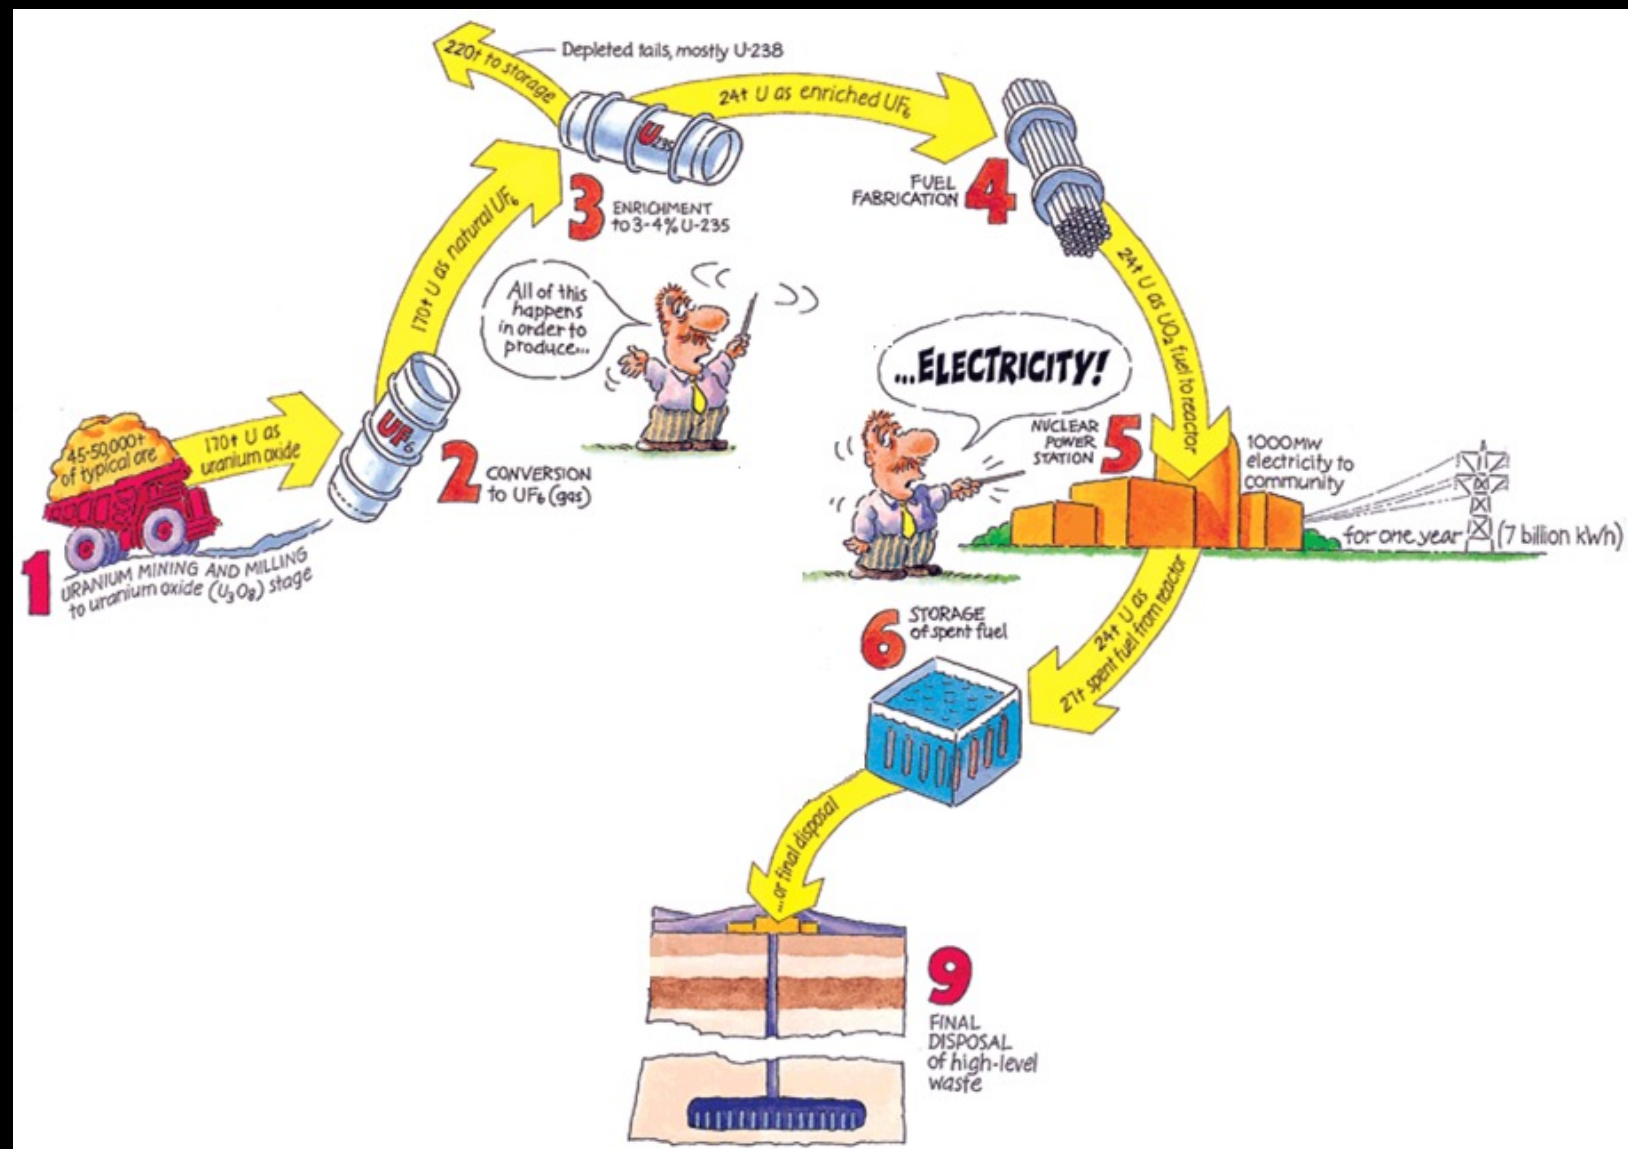 220t to storage
Depleted tails, mostly U-238
24t U as enriched UF₆
U235
3
ENRICHMENT
to 3-4% U-235
FUEL
FABRICATION
4
170t U as natural UF₆
24t U as UO₂ fuel to reactor
All of this
happens
in order to
produce...
...ELECTRICITY!
45-50,000t
of typical ore
170t U as
uranium oxide
UF₆
2
CONVERSION
to UF₆ (gas)
1
URANIUM MINING AND MILLING
to uranium oxide (U₃O₈) stage
NUCLEAR
POWER
STATION
5
1000MW
electricity to
community
for one year
(7 billion kWh)
24t U as
27t spent fuel from reactor
6
STORAGE
of spent fuel
...or final disposal
9
FINAL
DISPOSAL
of high-level
waste